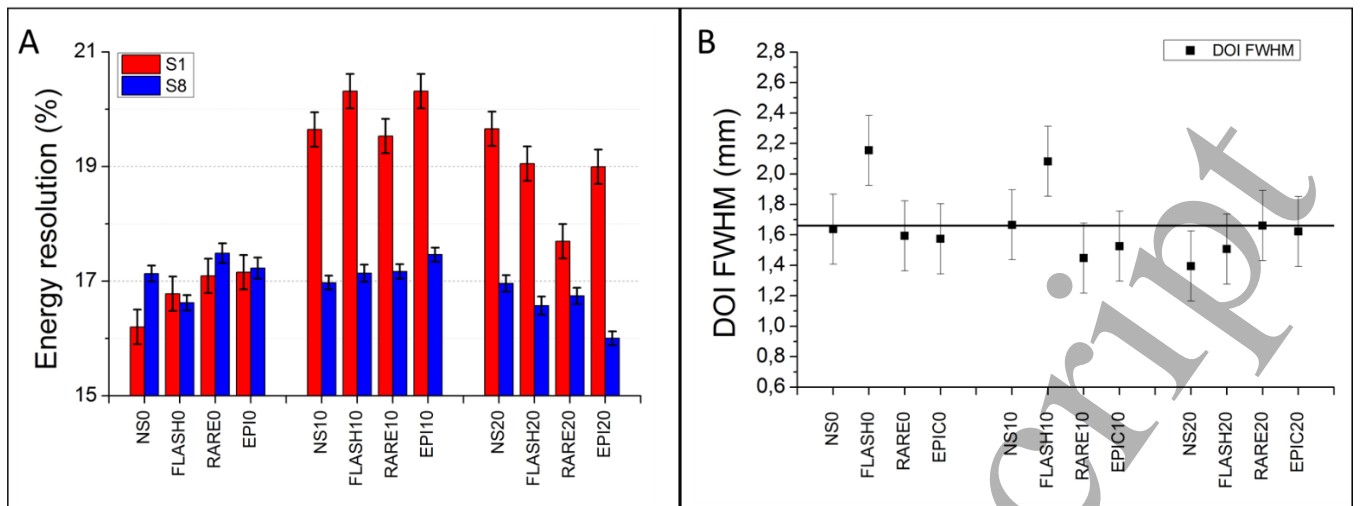 A
21
19
17
15
Energy resolution (%)
S1
S8
NS0
FLASH0
RARE0
EPI0
NS10
FLASH10
RARE10
EPI10
NS20
FLASH20
RARE20
EPI20
B
2,8
2,6
2,4
2,2
2,0
1,8
1,6
1,4
1,2
1,0
0,8
0,6
DOI FWHM (mm)
DOI FWHM
NS0
FLASH0
RARE0
EPIC0
NS10
FLASH10
RARE10
EPIC10
NS20
FLASH20
RARE20
EPIC20
cript